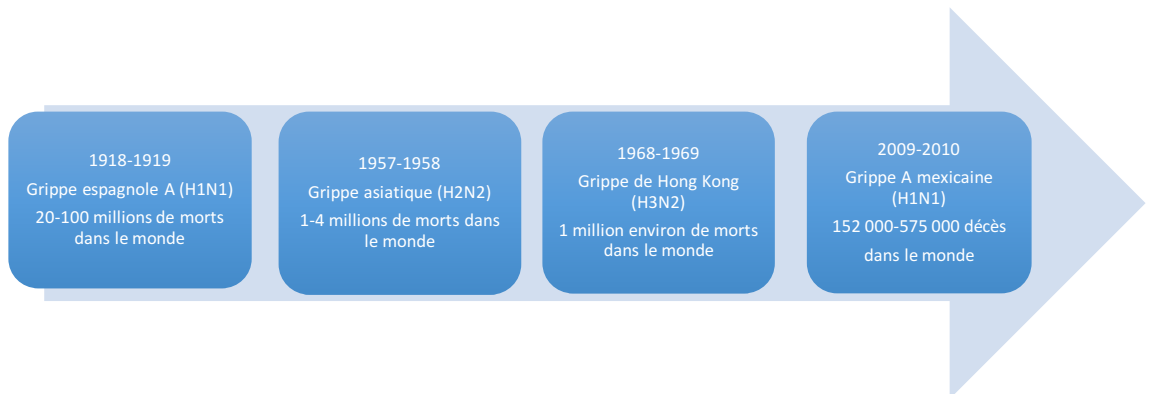 1918-1919
Grippe espagnole A (H1N1)
20-100 millions de morts
dans le monde
1957-1958
Grippe asiatique (H2N2)
1-4 millions de morts dans
le monde
1968-1969
Grippe de Hong Kong
(H3N2)
1 million environ de morts
dans le monde
2009-2010
Grippe A mexicaine
(H1N1)
152 000-575 000 décès
dans le monde